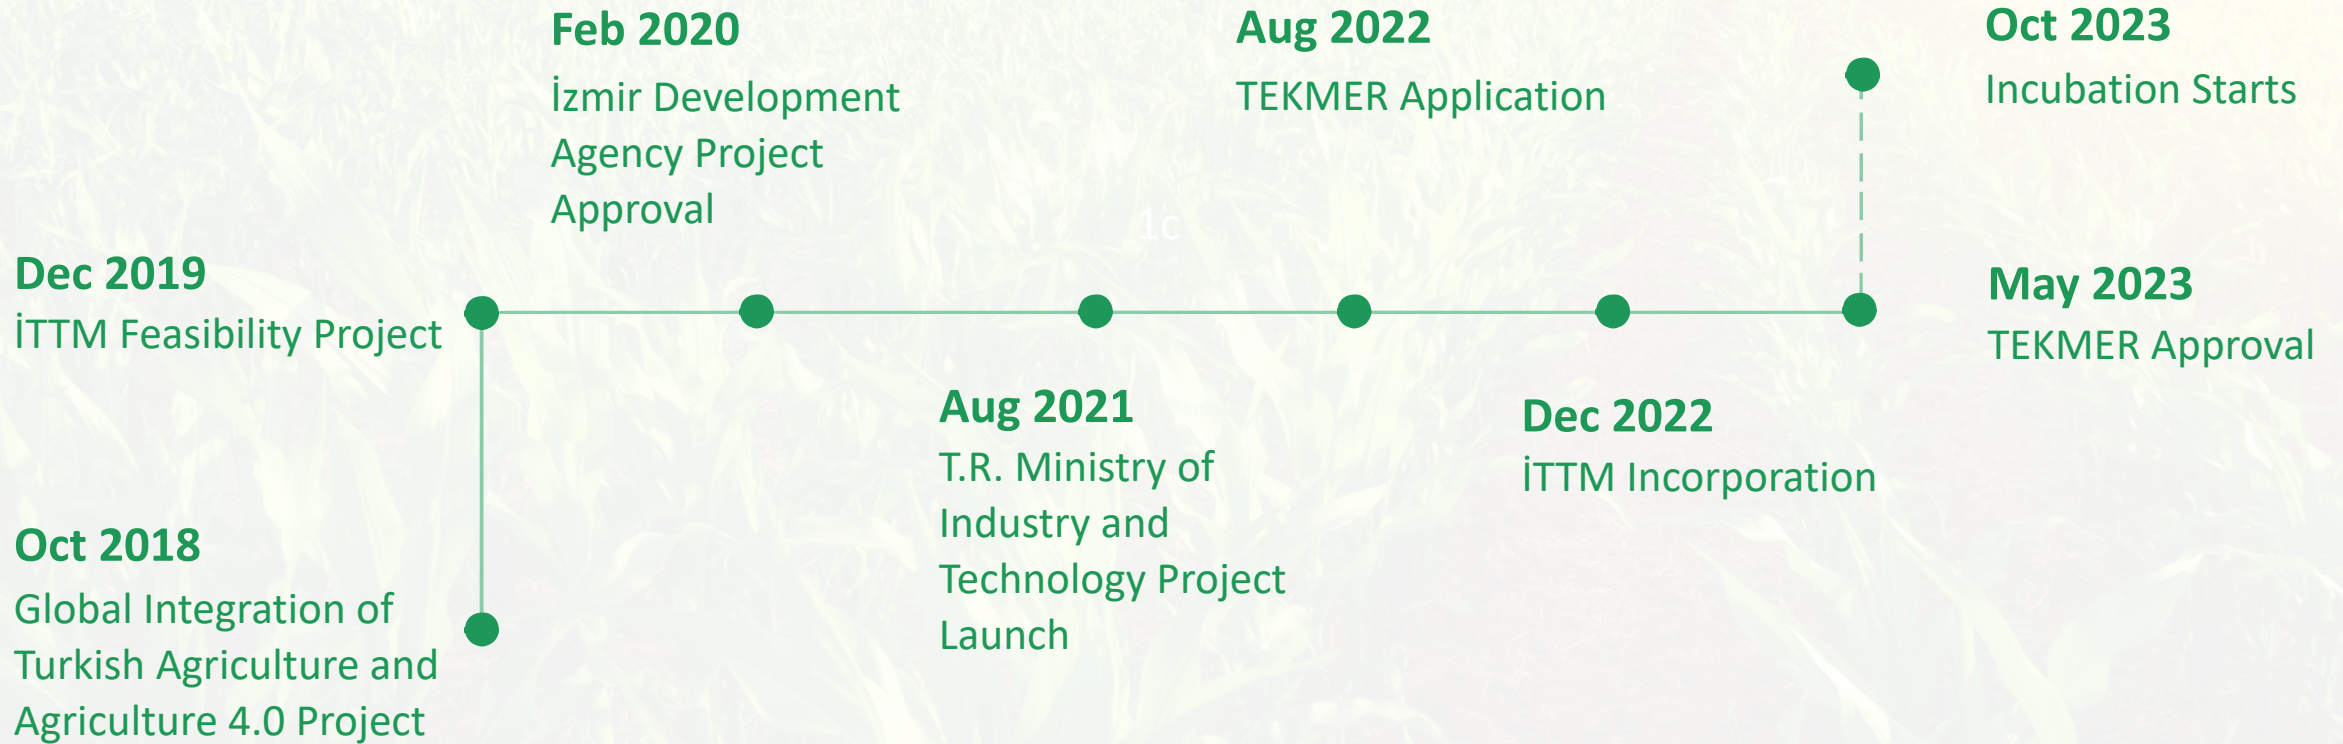 Oct 2018
Global Integration of
Turkish Agriculture and
Agriculture 4.0 Project
Dec 2019
İTTM Feasibility Project
Feb 2020
İzmir Development
Agency Project
Approval
Aug 2021
T.R. Ministry of
Industry and
Technology Project
Launch
Aug 2022
TEKMER Application
Dec 2022
İTTM Incorporation
May 2023
TEKMER Approval
Oct 2023
Incubation Starts
1c